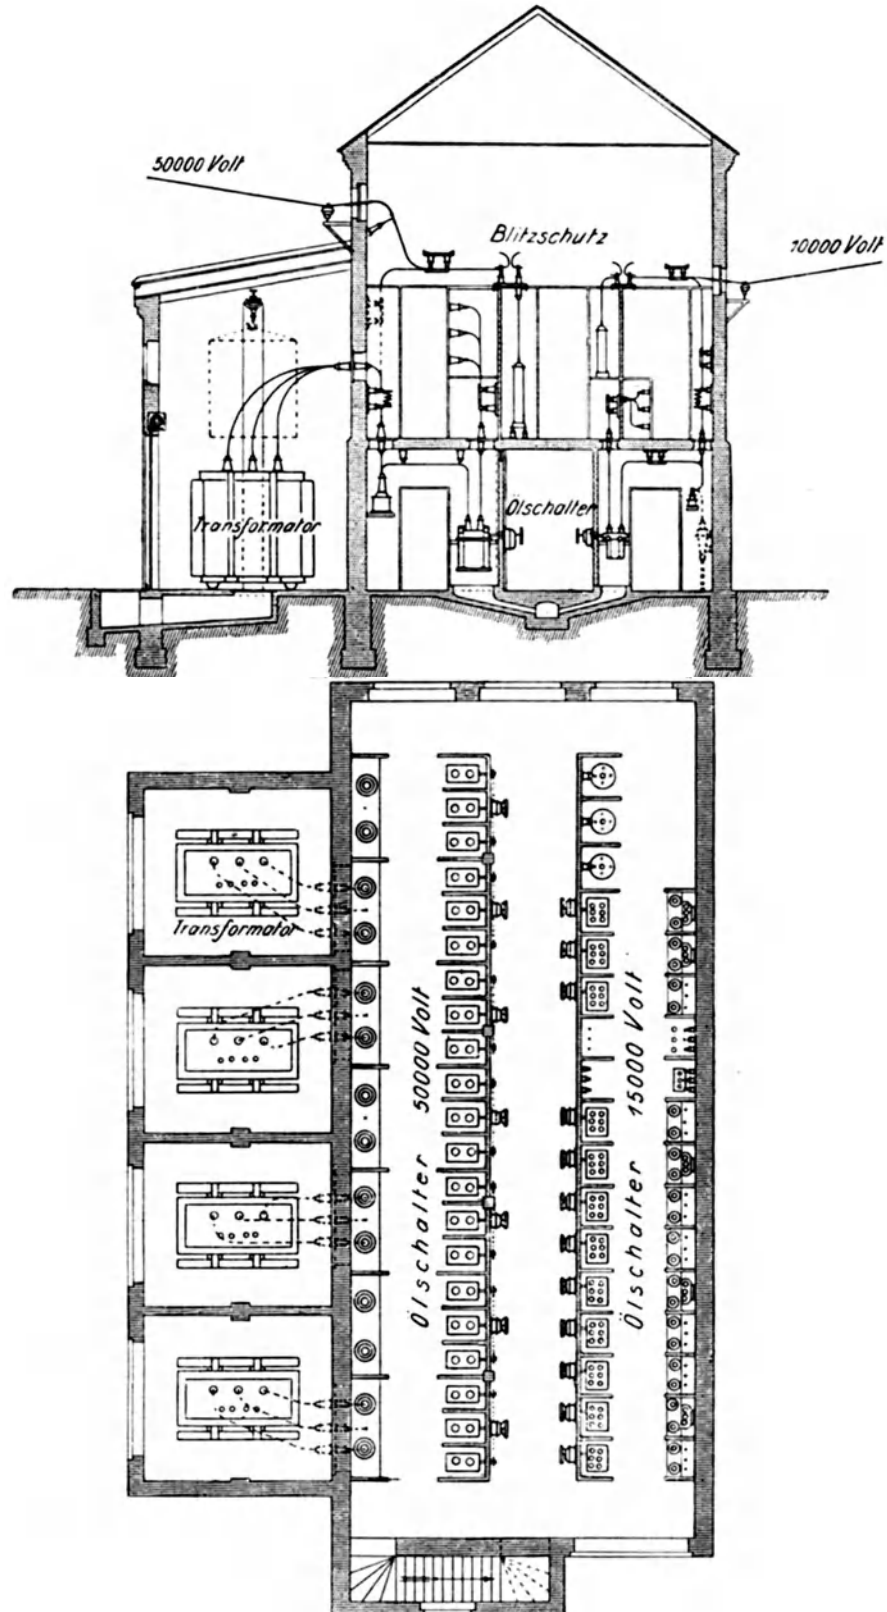 50000 Volt
Blitzschutz
10000 Volt
Ölschalter
Transformator
Transformator
Ölschalter 50000 Volt
Ölschalter 15000 Volt